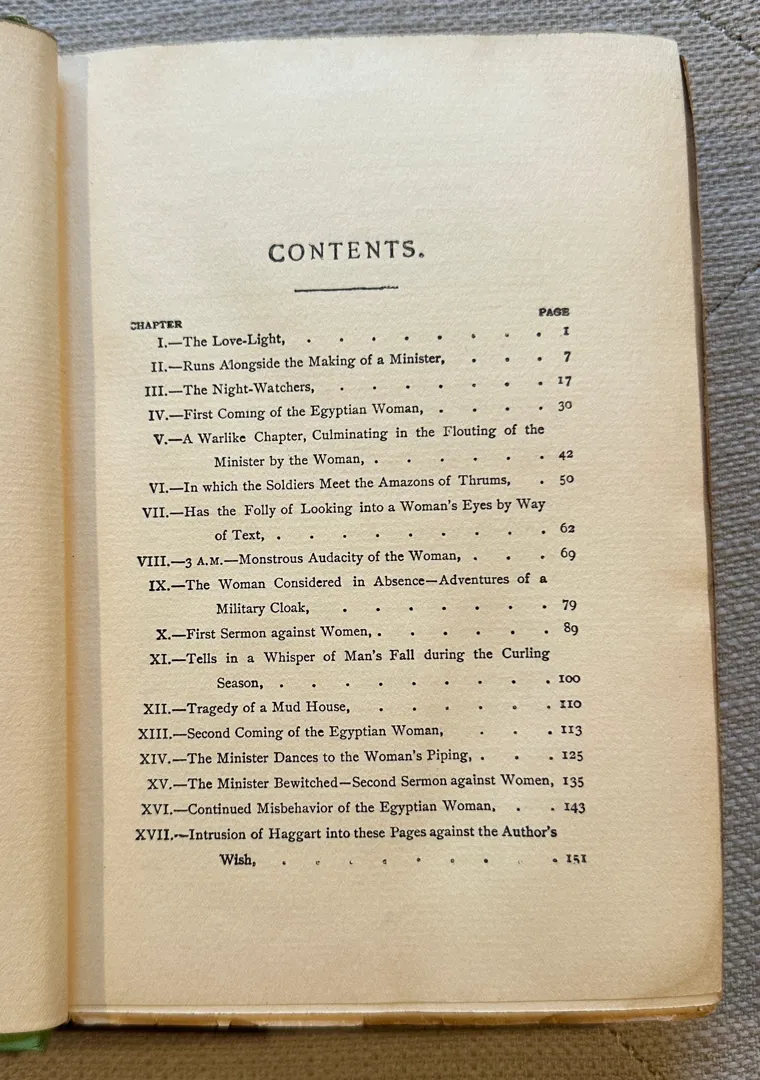 CONTENTS.
CHAPTER PAGE
I.—The Love-Light, . . . . . . . 1
II.—Runs Alongside the Making of a Minister, . . . 7
III.—The Night-Watchers, . . . . . . . 17
IV.—First Coming of the Egyptian Woman, . . . . 30
V.—A Warlike Chapter, Culminating in the Flouting of the
Minister by the Woman, . . . . . . 42
VI.—In which the Soldiers Meet the Amazons of Thrums, . 50
VII.—Has the Folly of Looking into a Woman's Eyes by Way
of Text, . . . . . . . . . 62
VIII.—3 A.M.—Monstrous Audacity of the Woman, . . . 69
IX.—The Woman Considered in Absence—Adventures of a
Military Cloak, . . . . . . . 79
X.—First Sermon against Women, . . . . . . 89
XI.—Tells in a Whisper of Man's Fall during the Curling
Season, . . . . . . . . . 100
XII.—Tragedy of a Mud House, . . . . . . 110
XIII.—Second Coming of the Egyptian Woman, . . . 113
XIV.—The Minister Dances to the Woman's Piping, . . . 125
XV.—The Minister Bewitched—Second Sermon against Women, 135
XVI.—Continued Misbehavior of the Egyptian Woman, . . 143
XVII.—Intrusion of Haggart into these Pages against the Author's
Wish, . . . . . . . . . 151